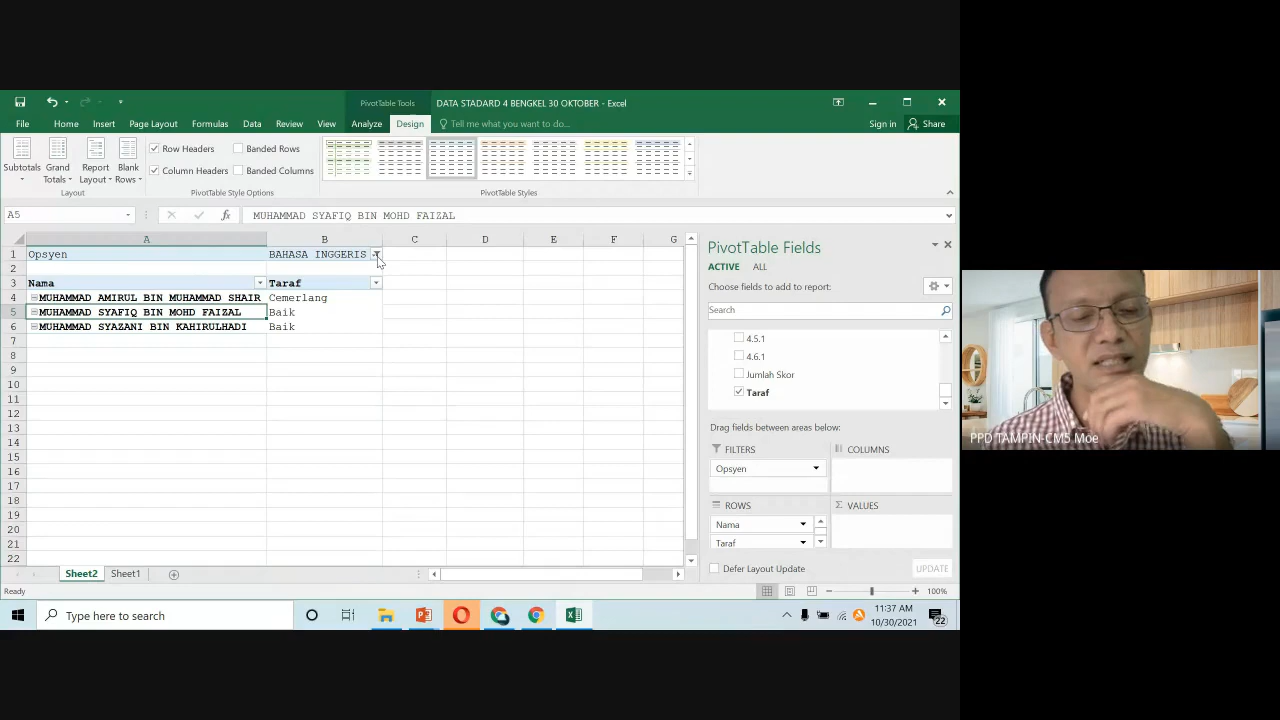 PivotTable Tools
DATA STADARD 4 BENGKEL 30 OKTOBER - Excel
File Home Insert Page Layout Formulas Data Review View Analyze Design Tell me what you want to do... Sign in Share
Subtotals
Grand Totals
Report Layout
Blank Rows
Layout
Row Headers
Banded Rows
Column Headers
Banded Columns
PivotTable Style Options
PivotTable Styles
A5
fx
MUHAMMAD SYAFIQ BIN MOHD FAIZAL
A B C D E F G
1 Opsyen BAHASA INGGERIS
2
3 Nama Taraf
4 MUHAMMAD AMIRUL BIN MUHAMMAD SHAIR Cemerlang
5 MUHAMMAD SYAFIQ BIN MOHD FAIZAL Baik
6 MUHAMMAD SYAZANI BIN KAHIRULHADI Baik
7
8
9
10
11
12
13
14
15
16
17
18
19
20
21
22
PivotTable Fields
ACTIVE ALL
Choose fields to add to report:
Search
4.5.1
4.6.1
Jumlah Skor
Taraf
Drag fields between areas below:
FILTERS
COLUMNS
Opsyen
ROWS
Σ VALUES
Nama
Taraf
Defer Layout Update
UPDATE
Sheet2 Sheet1
Ready
100%
Type here to search
11:37 AM
10/30/2021
22
PPD TAMPIN-CM5 Moe